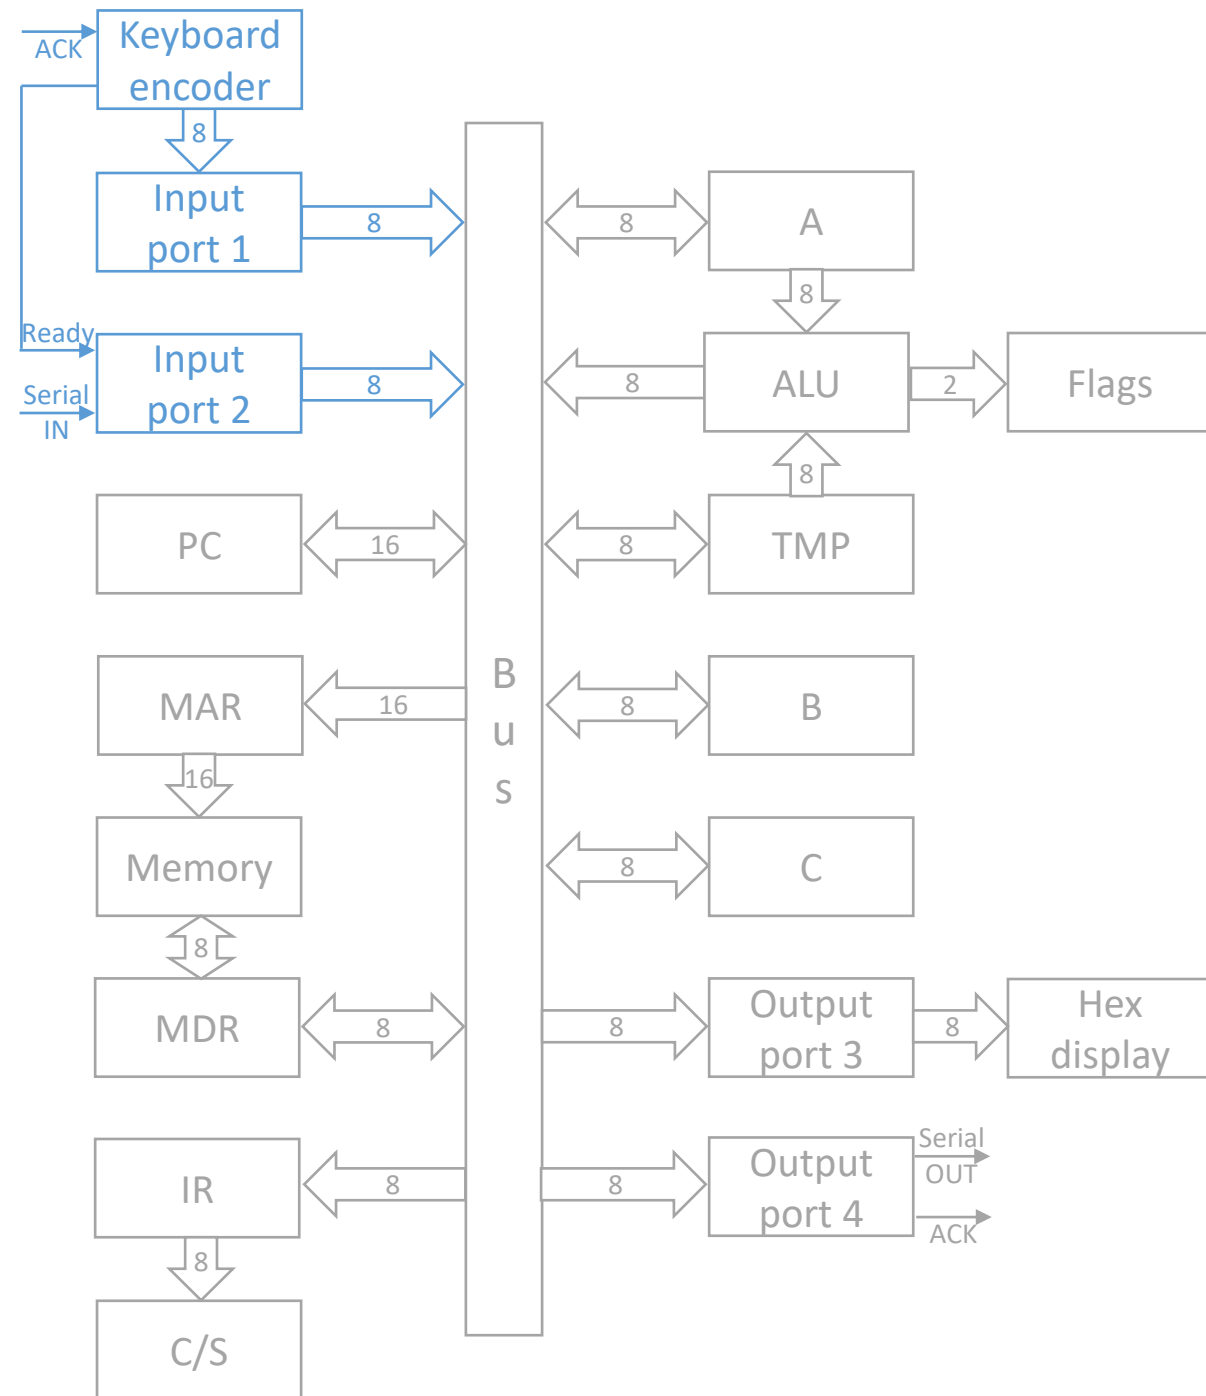 Keyboard
encoder
ACK
8
Input
port 1
8
8
A
8
Ready
Input
port 2
Serial
IN
8
8
ALU
2
Flags
8
PC
16
8
TMP
MAR
16
B
u
s
8
B
16
Memory
8
C
8
MDR
8
8
Output
port 3
8
Hex
display
IR
8
8
Output
port 4
Serial
OUT
ACK
8
C/S